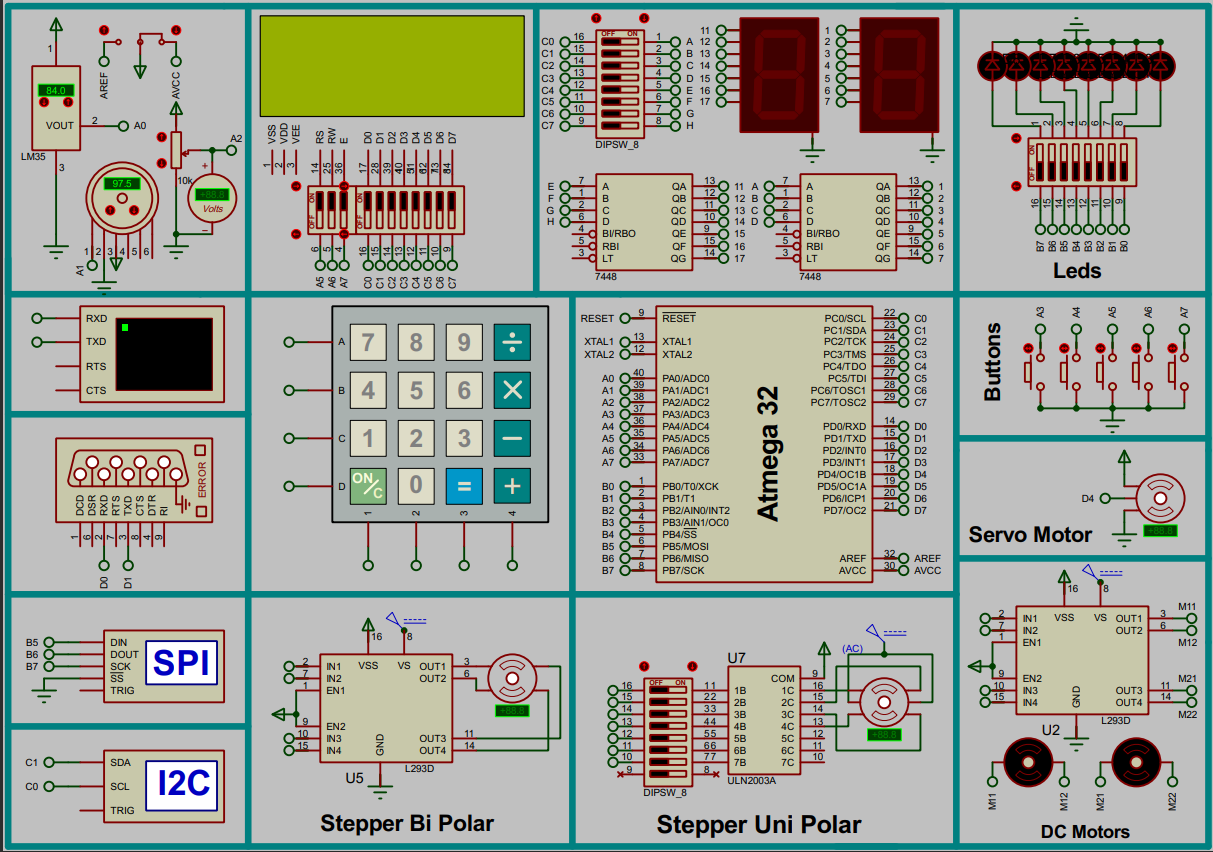 1
84.0
VOUT
2
A0
LM35
3
AREF
AVCC
A2
10k
+88.8
Volts
97.5
1 2 3 4 5 6
A1
VSS
VDD
VEE
RS
RW
E
D0 D1 D2 D3 D4 D5 D6 D7
1 2 3
ON
OFF
ON
OFF
6 5 4
16 15 14 13 12 11 10 9
A5 A6 A7
C0 C1 C2 C3 C4 C5 C6 C7
OFF ON
C0 16 1 A
C1 15 2 B
C2 14 3 C
C3 13 4 D
C4 12 5 E
C5 11 6 F
C6 10 7 G
C7 9 8 H
DIPSW_8
11
12
13
14
15
16
17
1
2
3
4
5
6
7
E 7 A QA 13 11
F 1 B QB 12 12
G 2 C QC 11 13
H 6 D QD 10 14
4 BI/RBO QE 9 15
5 RBI QF 15 16
3 LT QG 14 17
7448
A 7 A QA 13 1
B 1 B QB 12 2
C 2 C QC 11 3
D 6 D QD 10 4
4 BI/RBO QE 9 5
5 RBI QF 15 6
3 LT QG 14 7
7448
1 2 3 4 5 6 7 8
ON
OFF
16 15 14 13 12 11 10 9
B7 B6 B5 B4 B3 B2 B1 B0
Leds
RXD
TXD
RTS
CTS
A 7 8 9 ÷
B 4 5 6 ×
C 1 2 3 −
D ON/C 0 = +
1 2 3 4
RESET 9 RESET
XTAL1 13 XTAL1
XTAL2 12 XTAL2
A0 40 PA0/ADC0
A1 39 PA1/ADC1
A2 38 PA2/ADC2
A3 37 PA3/ADC3
A4 36 PA4/ADC4
A5 35 PA5/ADC5
A6 34 PA6/ADC6
A7 33 PA7/ADC7
B0 1 PB0/T0/XCK
B1 2 PB1/T1
B2 3 PB2/AIN0/INT2
B3 4 PB3/AIN1/OC0
B4 5 PB4/SS
B5 6 PB5/MOSI
B6 7 PB6/MISO
B7 8 PB7/SCK
Atmega 32
PC0/SCL 22 C0
PC1/SDA 23 C1
PC2/TCK 24 C2
PC3/TMS 25 C3
PC4/TDO 26 C4
PC5/TDI 27 C5
PC6/TOSC1 28 C6
PC7/TOSC2 29 C7
PD0/RXD 14 D0
PD1/TXD 15 D1
PD2/INT0 16 D2
PD3/INT1 17 D3
PD4/OC1B 18 D4
PD5/OC1A 19 D5
PD6/ICP1 20 D6
PD7/OC2 21 D7
AREF 32 AREF
AVCC 30 AVCC
Buttons
A3 A4 A5 A6 A7
D4
+88.8
Servo Motor
ERROR
DCD DSR RXD RTS TXD CTS DTR RI
1 6 2 7 3 8 4 9
D0 D1
B5 DIN
B6 DOUT
B7 SCK
SS
TRIG
SPI
C1 SDA
C0 SCL
TRIG
I2C
16 8
VSS VS
2 IN1 OUT1 3
7 IN2 OUT2 6
1 EN1
9 EN2
10 IN3 OUT3 11
15 IN4 OUT4 14
GND
U5
L293D
+88.8
Stepper Bi Polar
OFF ON
16
15
14
13
12
11
10
9 8
DIPSW_8
U7
(AC)
COM 9
11 1B 1C 16
22 2B 2C 15
33 3B 3C 14
44 4B 4C 13
55 5B 5C 12
66 6B 6C 11
77 7B 7C 10
ULN2003A
+88.8
Stepper Uni Polar
16 8
VSS VS
2 IN1 OUT1 3 M11
7 IN2 OUT2 6 M12
1 EN1
9 EN2
10 IN3 OUT3 11 M21
15 IN4 OUT4 14 M22
GND
U2
L293D
M11 M12 M21 M22
DC Motors